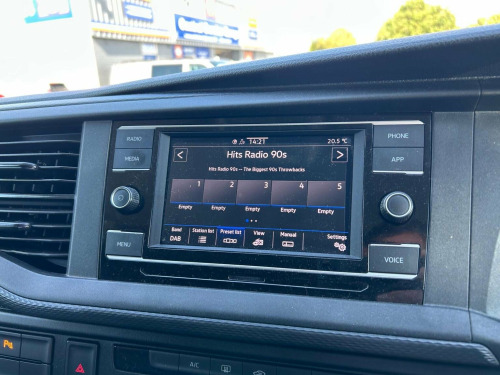 RADIO
MEDIA
MENU
PHONE
APP
VOICE
14:21
20.5 °C
Hits Radio 90s
Hits Radio 90s -- The Biggest 90s Throwbacks
1 2 3 4 5
Empty Empty Empty Empty Empty
Band Station list Preset list View Manual Settings
DAB
A/C